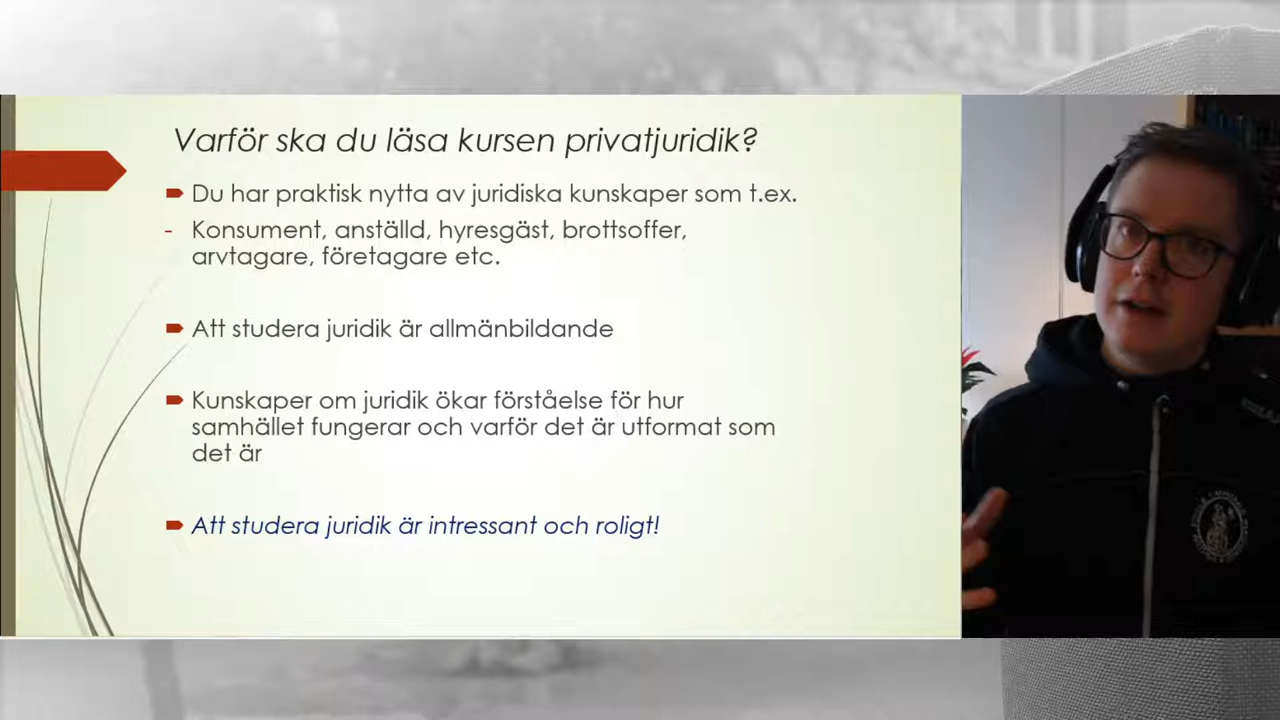 Varför ska du läsa kursen privatjuridik?
Du har praktisk nytta av juridiska kunskaper som t.ex.
- Konsument, anställd, hyresgäst, brottsoffer,
arvtagare, företagare etc.
Att studera juridik är allmänbildande
Kunskaper om juridik ökar förståelse för hur
samhället fungerar och varför det är utformat som
det är
Att studera juridik är intressant och roligt!